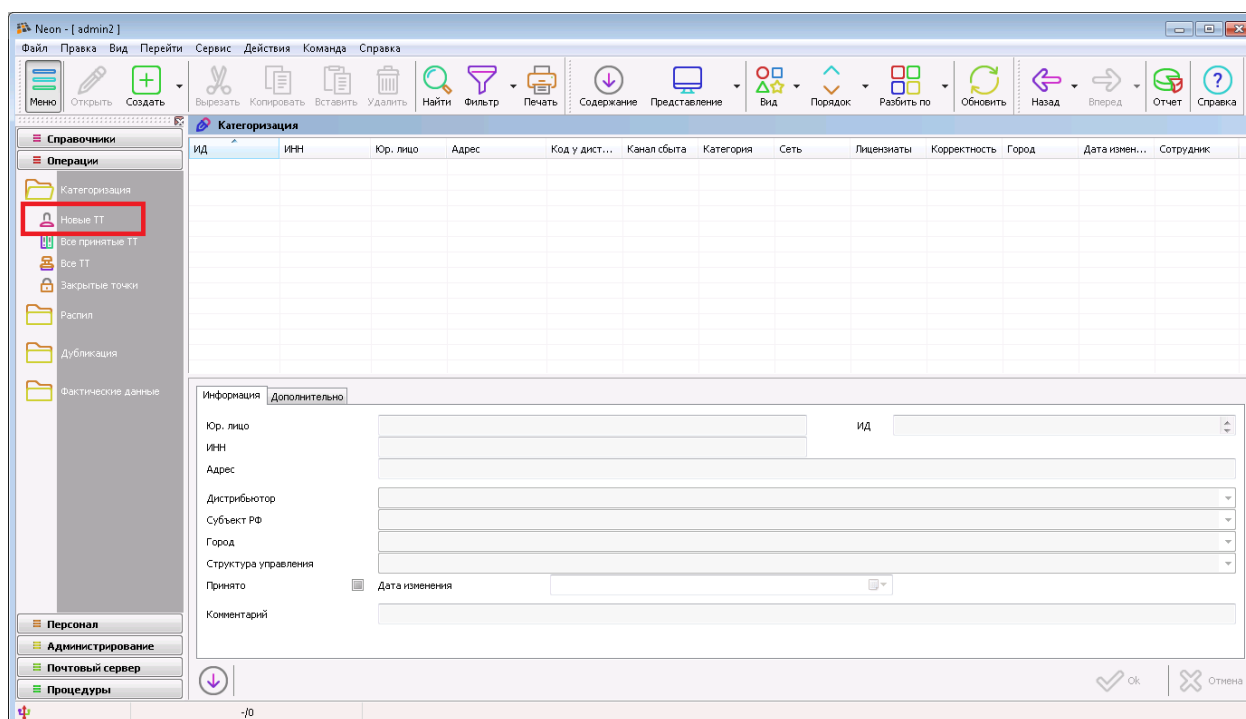 Neon - [ admin2 ]
Файл Правка Вид Перейти Сервис Действия Команда Справка
Меню Открыть Создать Вырезать Копировать Вставить Удалить Найти Фильтр Печать Содержание Представление Вид Порядок Разбить по Обновить Назад Вперед Отчет Справка
Справочники
Операции
Категоризация
Новые ТТ
Все принятые ТТ
Все ТТ
Закрытые точки
Распил
Дубликация
Фактические данные
Персонал
Администрирование
Почтовый сервер
Процедуры
Категоризация
ИД ИНН Юр. лицо Адрес Код у дист... Канал сбыта Категория Сеть Лицензиаты Корректность Город Дата измен... Сотрудник
Информация Дополнительно
Юр. лицо ИД
ИНН
Адрес
Дистрибьютор
Субъект РФ
Город
Структура управления
Принято Дата изменения
Комментарий
Ok Отмена
-/0